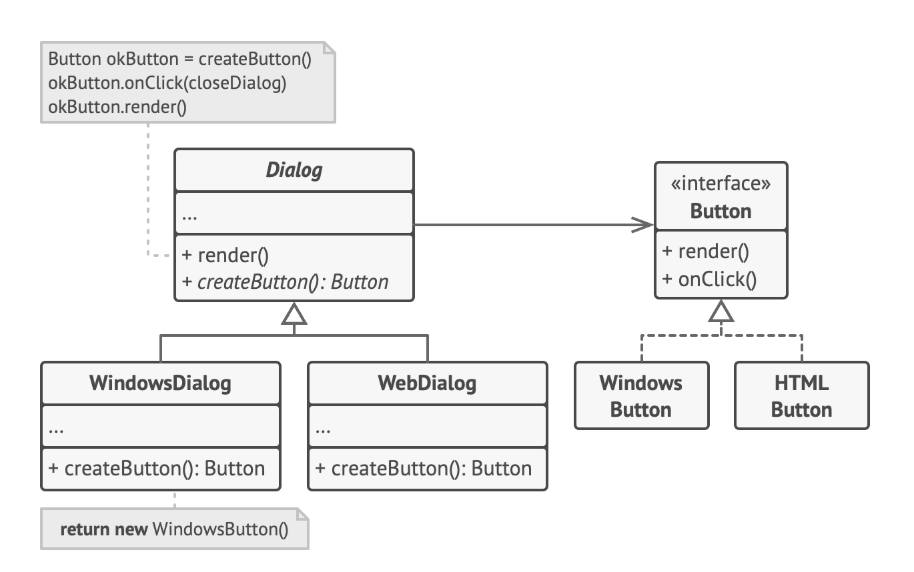 Button okButton = createButton()
okButton.onClick(closeDialog)
okButton.render()
Dialog
...
+ render()
+ createButton(): Button
«interface»
Button
+ render()
+ onClick()
WindowsDialog
...
+ createButton(): Button
WebDialog
...
+ createButton(): Button
Windows
Button
HTML
Button
return new WindowsButton()